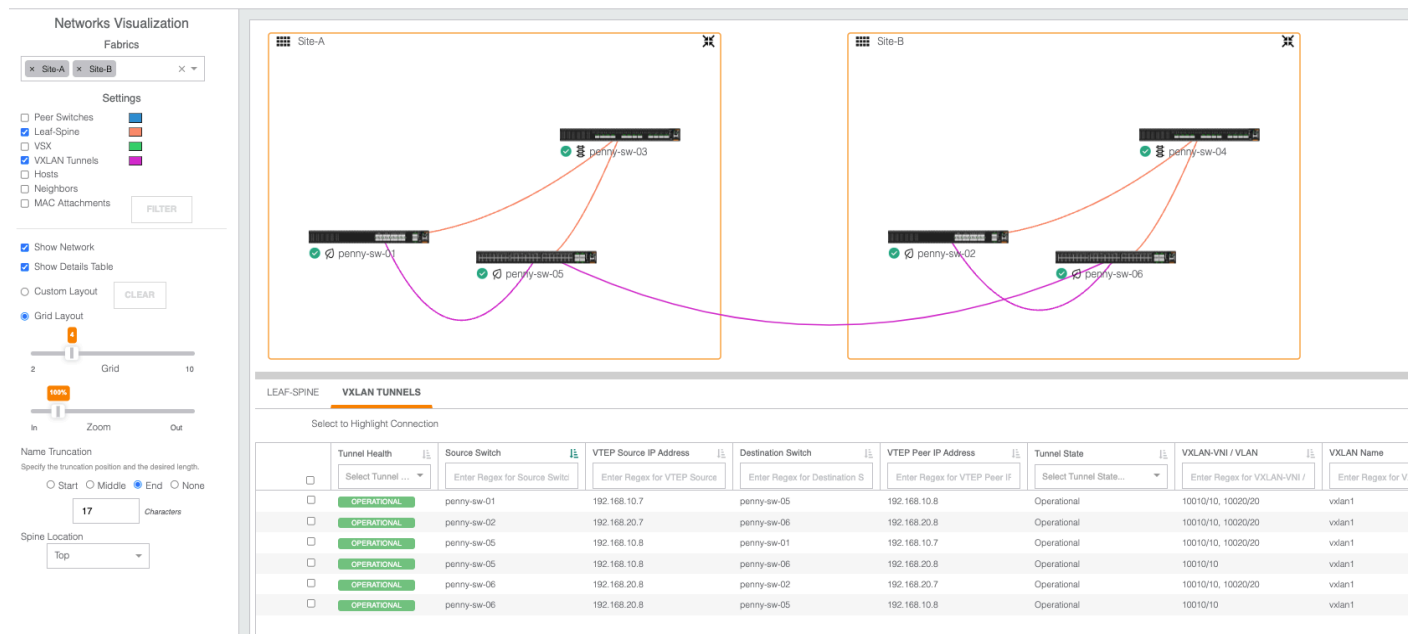 Networks Visualization
Fabrics
× Site-A × Site-B
Settings
Peer Switches
Leaf-Spine
VSX
VXLAN Tunnels
Hosts
Neighbors
MAC Attachments
FILTER
Show Network
Show Details Table
Custom Layout
CLEAR
Grid Layout
4
2 Grid 10
100%
In Zoom Out
Name Truncation
Specify the truncation position and the desired length.
Start Middle End None
17 Characters
Spine Location
Top
Site-A
penny-sw-03
penny-sw-01
penny-sw-05
Site-B
penny-sw-04
penny-sw-02
penny-sw-06
LEAF-SPINE VXLAN TUNNELS
Select to Highlight Connection
Tunnel Health Source Switch VTEP Source IP Address Destination Switch VTEP Peer IP Address Tunnel State VXLAN-VNI / VLAN VXLAN Name
Select Tunnel ... Enter Regex for Source Switc Enter Regex for VTEP Source Enter Regex for Destination S Enter Regex for VTEP Peer IP Select Tunnel State... Enter Regex for VXLAN-VNI / Enter Regex for V
OPERATIONAL penny-sw-01 192.168.10.7 penny-sw-05 192.168.10.8 Operational 10010/10, 10020/20 vxlan1
OPERATIONAL penny-sw-02 192.168.20.7 penny-sw-06 192.168.20.8 Operational 10010/10, 10020/20 vxlan1
OPERATIONAL penny-sw-05 192.168.10.8 penny-sw-01 192.168.10.7 Operational 10010/10, 10020/20 vxlan1
OPERATIONAL penny-sw-05 192.168.10.8 penny-sw-06 192.168.20.8 Operational 10010/10 vxlan1
OPERATIONAL penny-sw-06 192.168.20.8 penny-sw-02 192.168.20.7 Operational 10010/10, 10020/20 vxlan1
OPERATIONAL penny-sw-06 192.168.20.8 penny-sw-05 192.168.10.8 Operational 10010/10 vxlan1